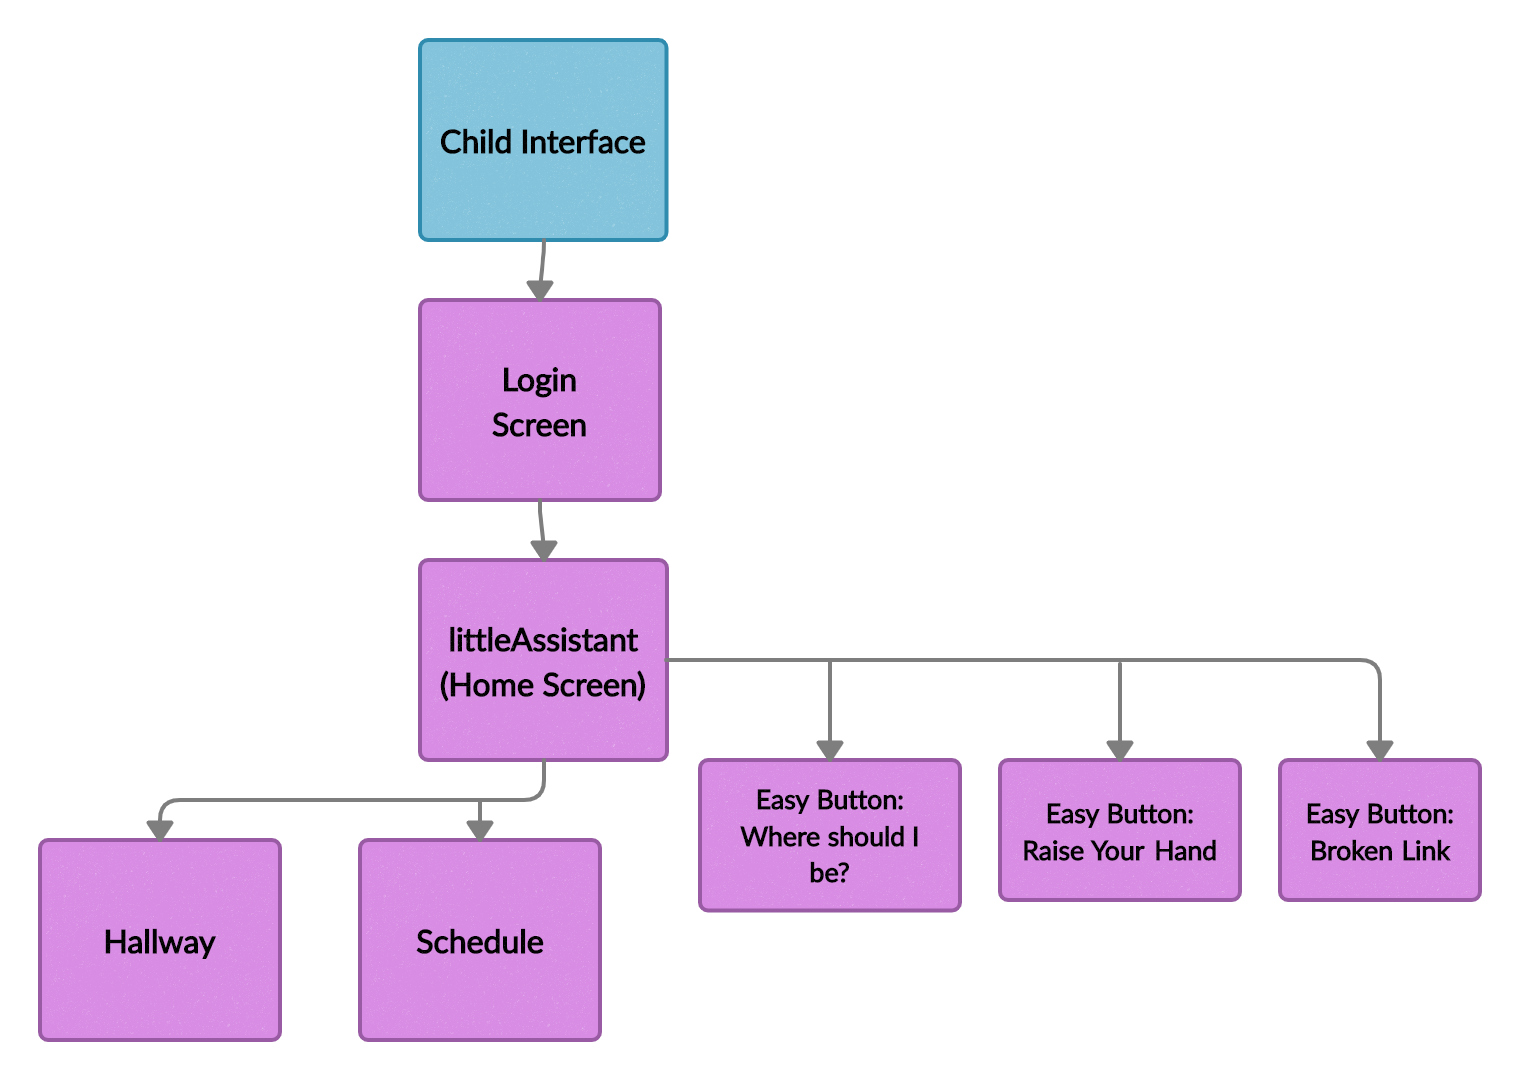 Child Interface
Login
Screen
littleAssistant
(Home Screen)
Easy Button:
Where should I
be?
Easy Button:
Raise Your Hand
Easy Button:
Broken Link
Hallway
Schedule